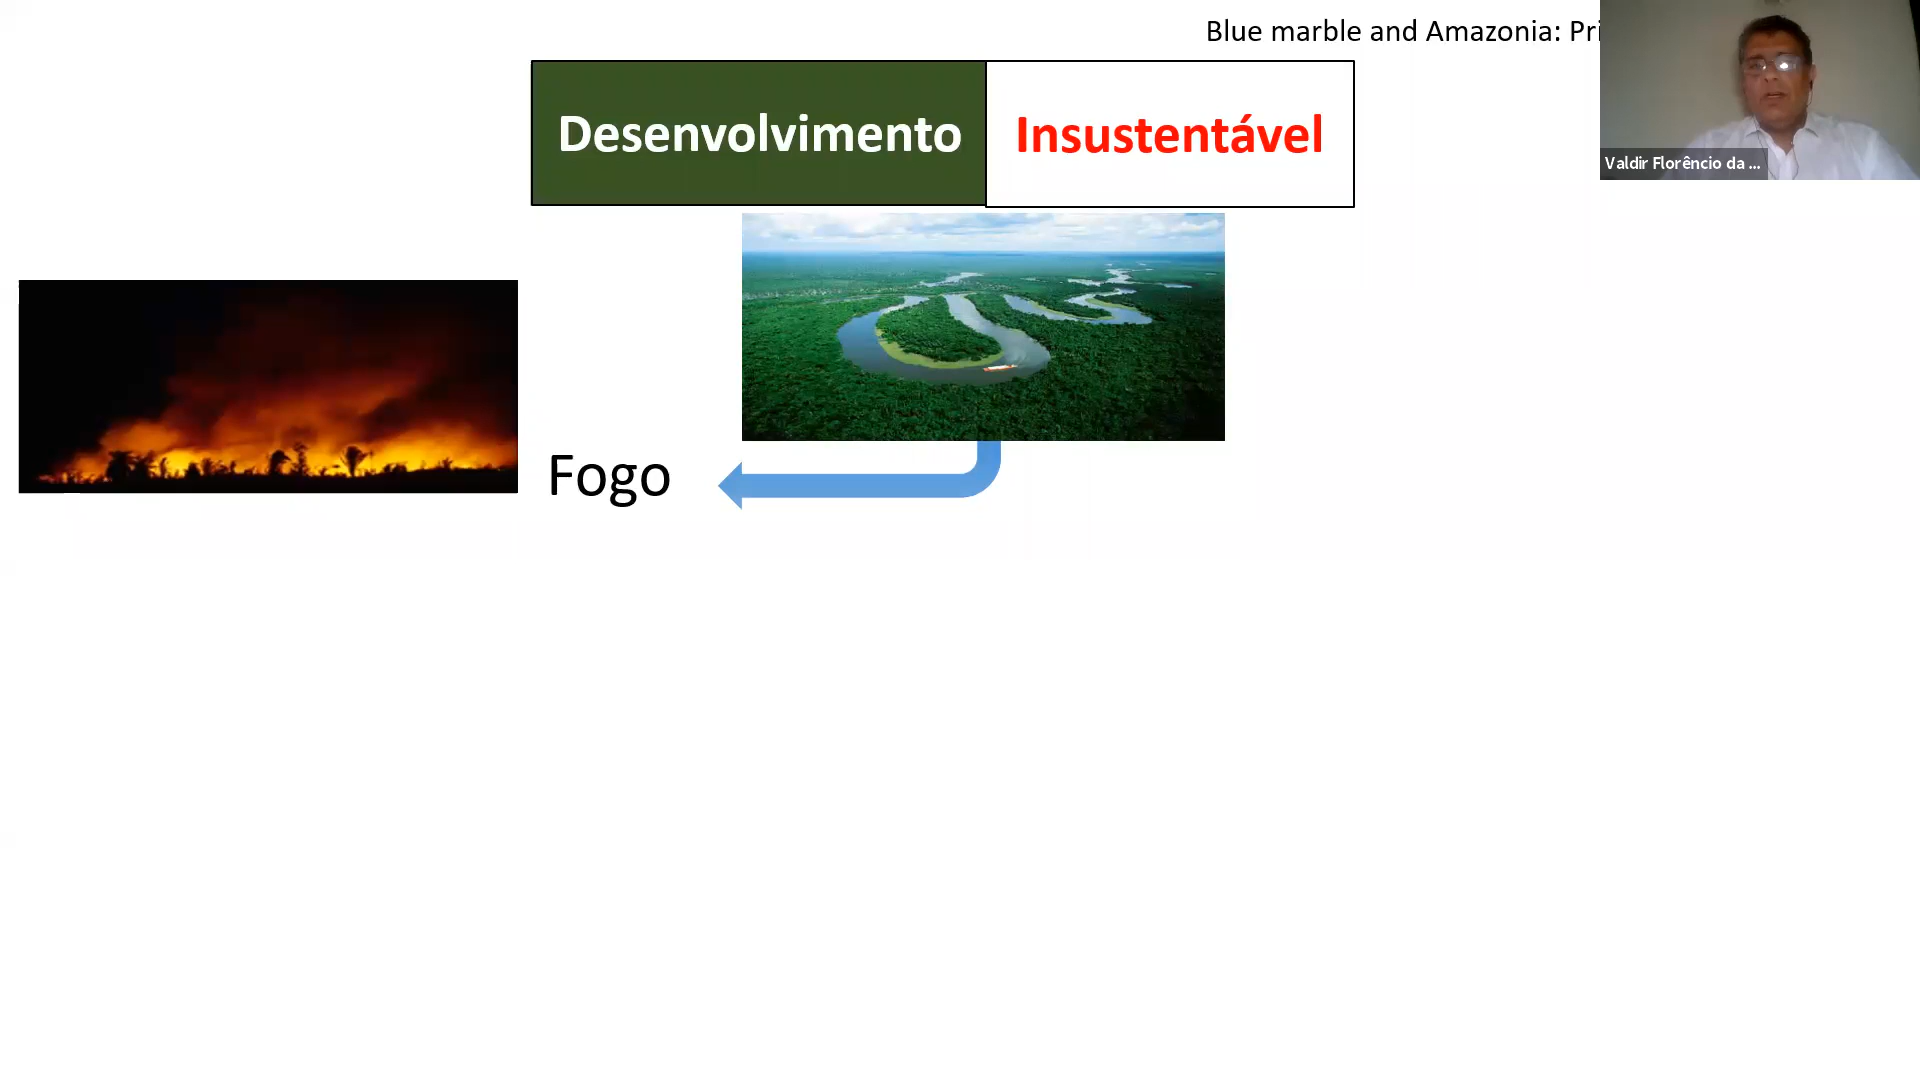 Blue marble and Amazonia: Pri
Desenvolvimento Insustentável
Valdir Florêncio da ...
Fogo